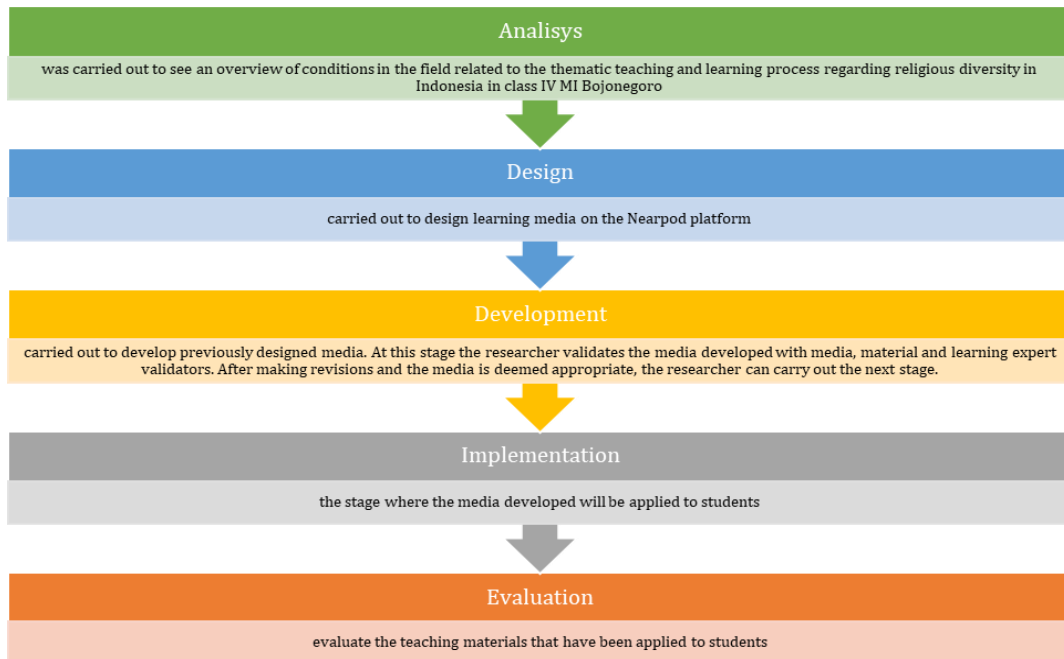 Analisys
was carried out to see an overview of conditions in the field related to the thematic teaching and learning process regarding religious diversity in
Indonesia in class IV MI Bojonegoro
Design
carried out to design learning media on the Nearpod platform
Development
carried out to develop previously designed media. At this stage the researcher validates the media developed with media, material and learning expert
validators. After making revisions and the media is deemed appropriate, the researcher can carry out the next stage.
Implementation
the stage where the media developed will be applied to students
Evaluation
evaluate the teaching materials that have been applied to students